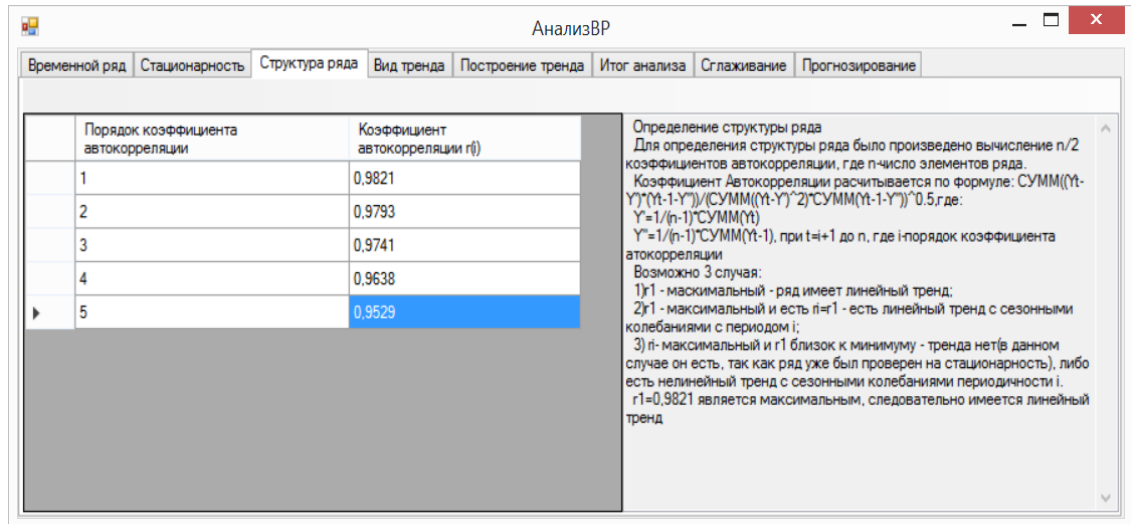 АнализВР
Временной ряд Стационарность Структура ряда Вид тренда Построение тренда Итог анализа Сглаживание Прогнозирование
Порядок коэффициента
автокорреляции
Коэффициент
автокорреляции r(i)
1 0,9821
2 0,9793
3 0,9741
4 0,9638
5 0,9529
Определение структуры ряда
Для определения структуры ряда было произведено вычисление n/2
коэффициентов автокорреляции, где n-число элементов ряда.
Коэффициент Автокорреляции расчитывается по формуле: СУММ((Yt-
Y')*(Yt-1-Y''))/(СУММ((Yt-Y')^2)*СУММ(Yt-1-Y''))^0.5,где:
Y'=1/(n-1)*СУММ(Yt)
Y''=1/(n-1)*СУММ(Yt-1), при t=i+1 до n, где i-порядок коэффициента
атокорреляции
Возможно 3 случая:
1)r1 - маскимальный - ряд имеет линейный тренд;
2)r1 - максимальный и есть ri=r1 - есть линейный тренд с сезонными
колебаниями с периодом i;
3) ri- максимальный и r1 близок к минимуму - тренда нет(в данном
случае он есть, так как ряд уже был проверен на стационарность), либо
есть нелинейный тренд с сезонными колебаниями периодичности i.
r1=0,9821 является максимальным, следовательно имеется линейный
тренд